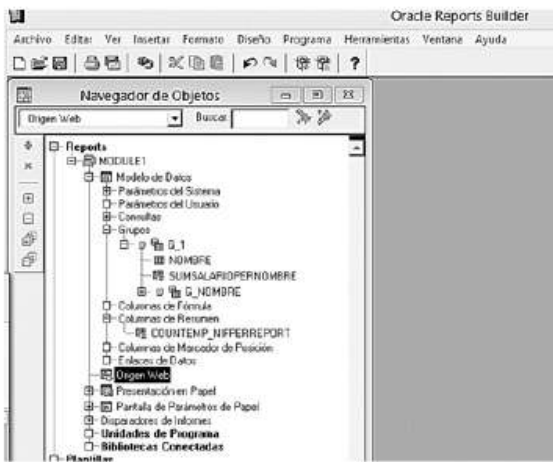 Oracle Reports Builder
Archivo Editar Ver Insertar Formato Diseño Programa Herramientas Ventana Ayuda
Navegador de Objetos
Origen Web Buscar
Reports
MODULE1
Modelo de Datos
Parámetros del Sistema
Parámetros del Usuario
Consultas
Grupos
G_1
NOMBRE
SUMSALARIOPERNOMBRE
G_NOMBRE
Columnas de Fórmula
Columnas de Resumen
COUNTEMP_NIFPERREPORT
Columnas de Marcador de Posición
Enlaces de Datos
Origen Web
Presentación en Papel
Pantalla de Parámetros de Papel
Disparadores de Informes
Unidades de Programa
Bibliotecas Conectadas
Plantillas